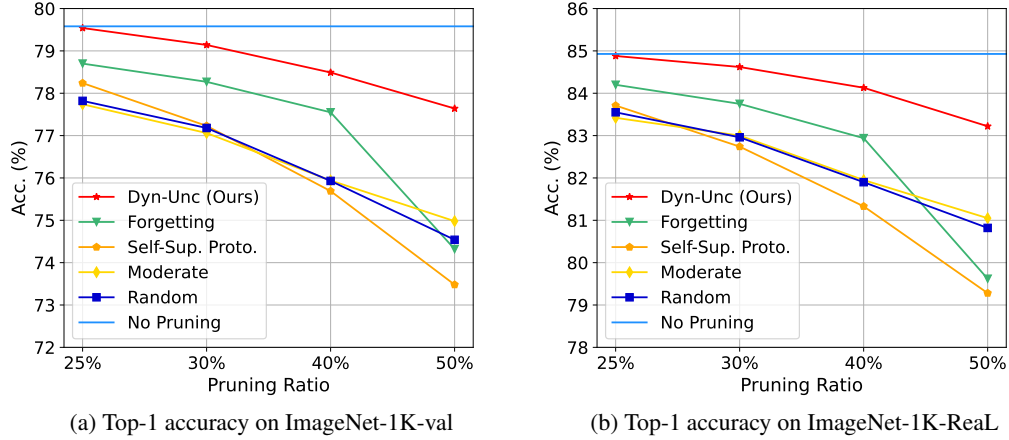 80
79
78
77
76
75
74
73
72
Acc. (%)
Dyn-Unc (Ours)
Forgetting
Self-Sup. Proto.
Moderate
Random
No Pruning
25% 30% 40% 50%
Pruning Ratio
(a) Top-1 accuracy on ImageNet-1K-val
86
85
84
83
82
81
80
79
78
Acc. (%)
Dyn-Unc (Ours)
Forgetting
Self-Sup. Proto.
Moderate
Random
No Pruning
25% 30% 40% 50%
Pruning Ratio
(b) Top-1 accuracy on ImageNet-1K-ReaL